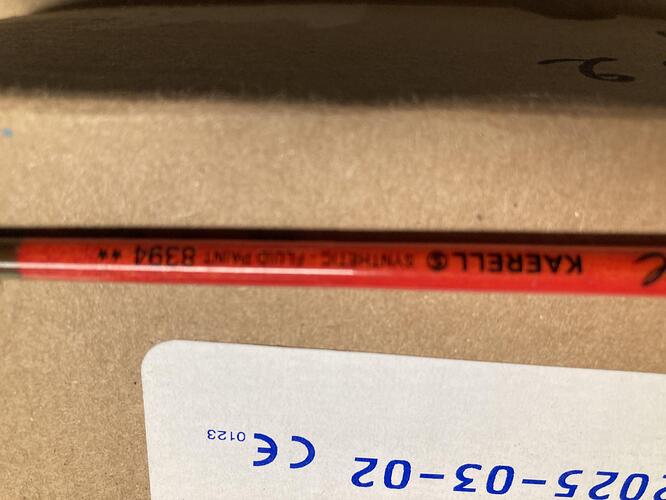 KAERELL S SYNTHETIC - FLUID PAINT 8394 **
2025-03-02
CE 0123